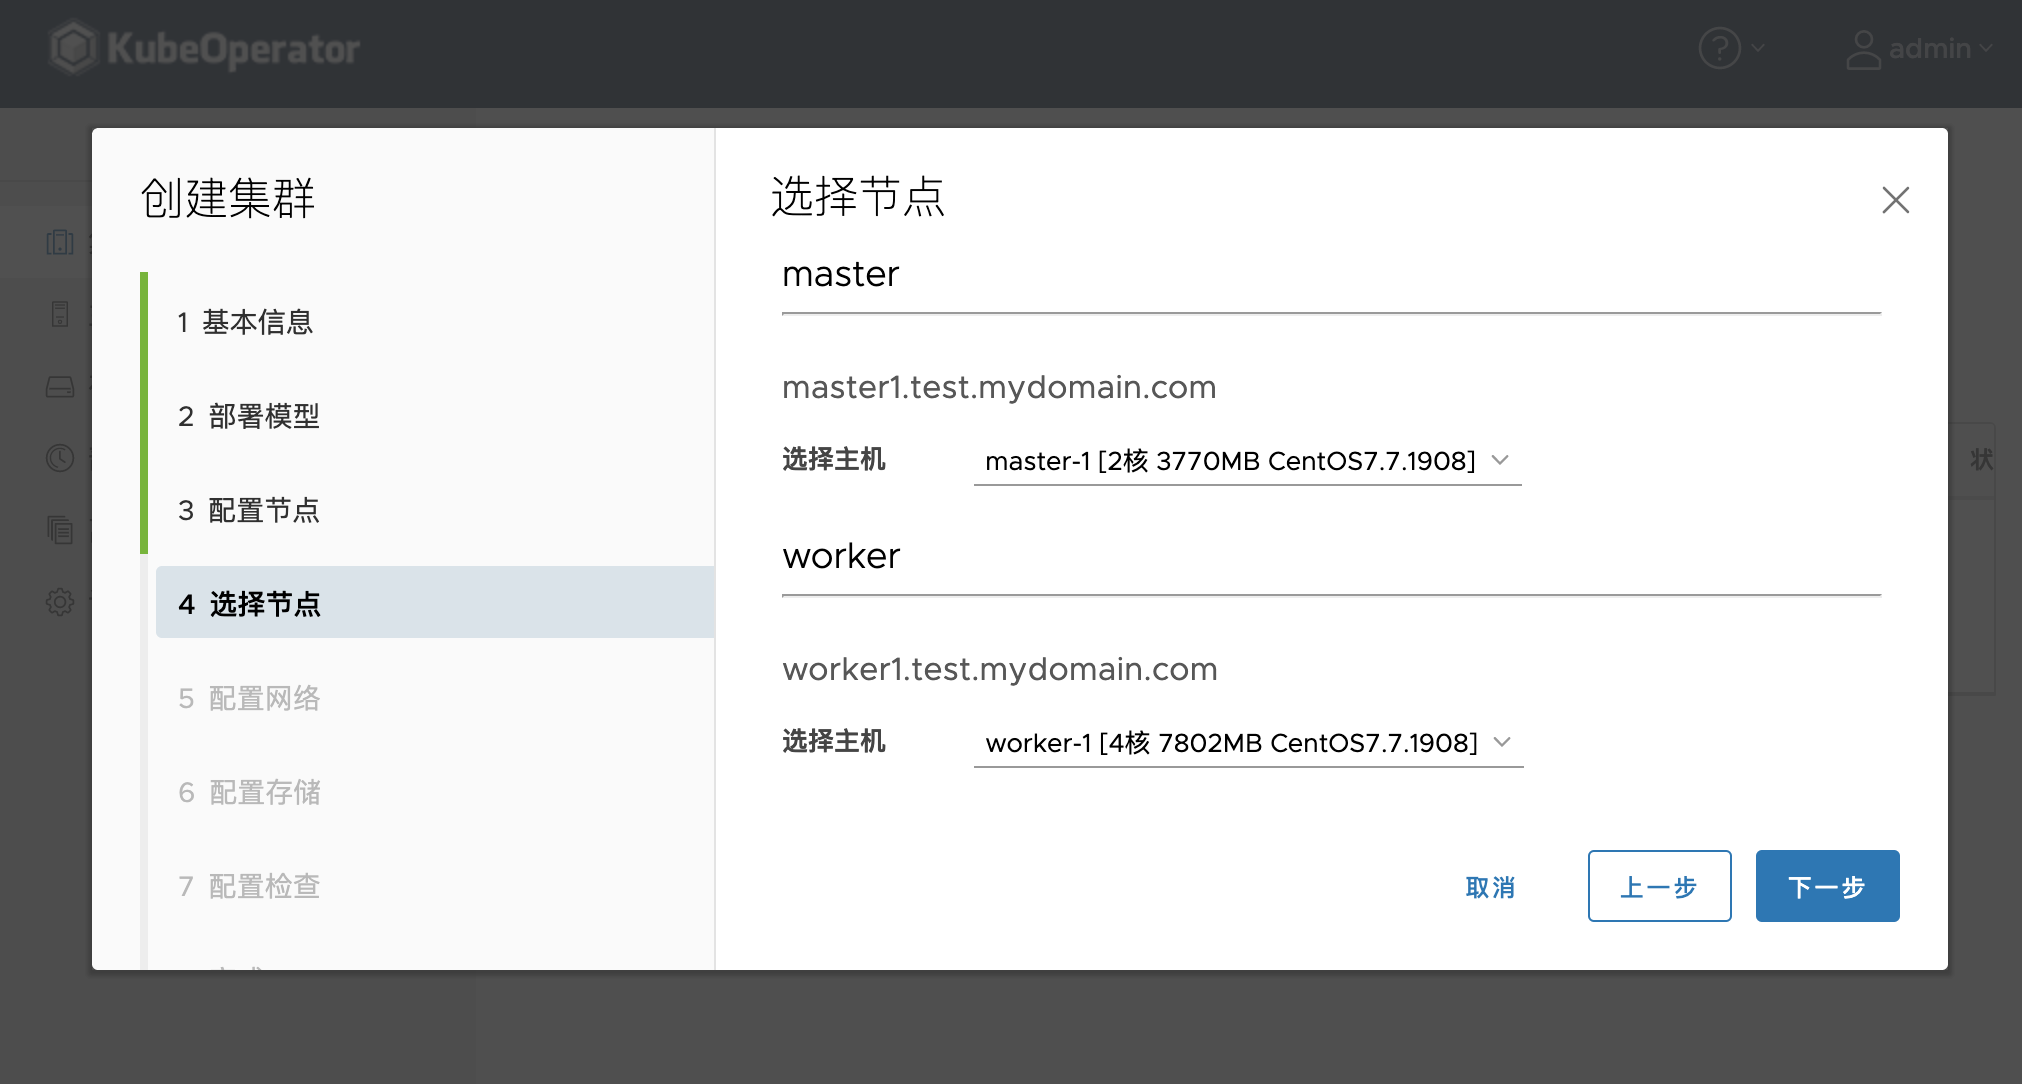 KubeOperator
admin
创建集群
1 基本信息
2 部署模型
3 配置节点
4 选择节点
5 配置网络
6 配置存储
7 配置检查
选择节点
master
master1.test.mydomain.com
选择主机 master-1 [2核 3770MB CentOS7.7.1908]
worker
worker1.test.mydomain.com
选择主机 worker-1 [4核 7802MB CentOS7.7.1908]
取消 上一步 下一步
状